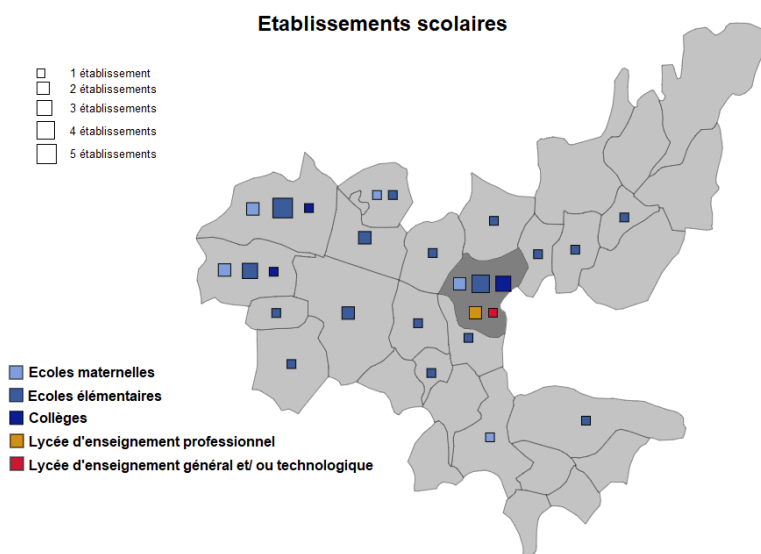 Etablissements scolaires
1 établissement
2 établissements
3 établissements
4 établissements
5 établissements
Ecoles maternelles
Ecoles élémentaires
Collèges
Lycée d'enseignement professionnel
Lycée d'enseignement général et/ ou technologique